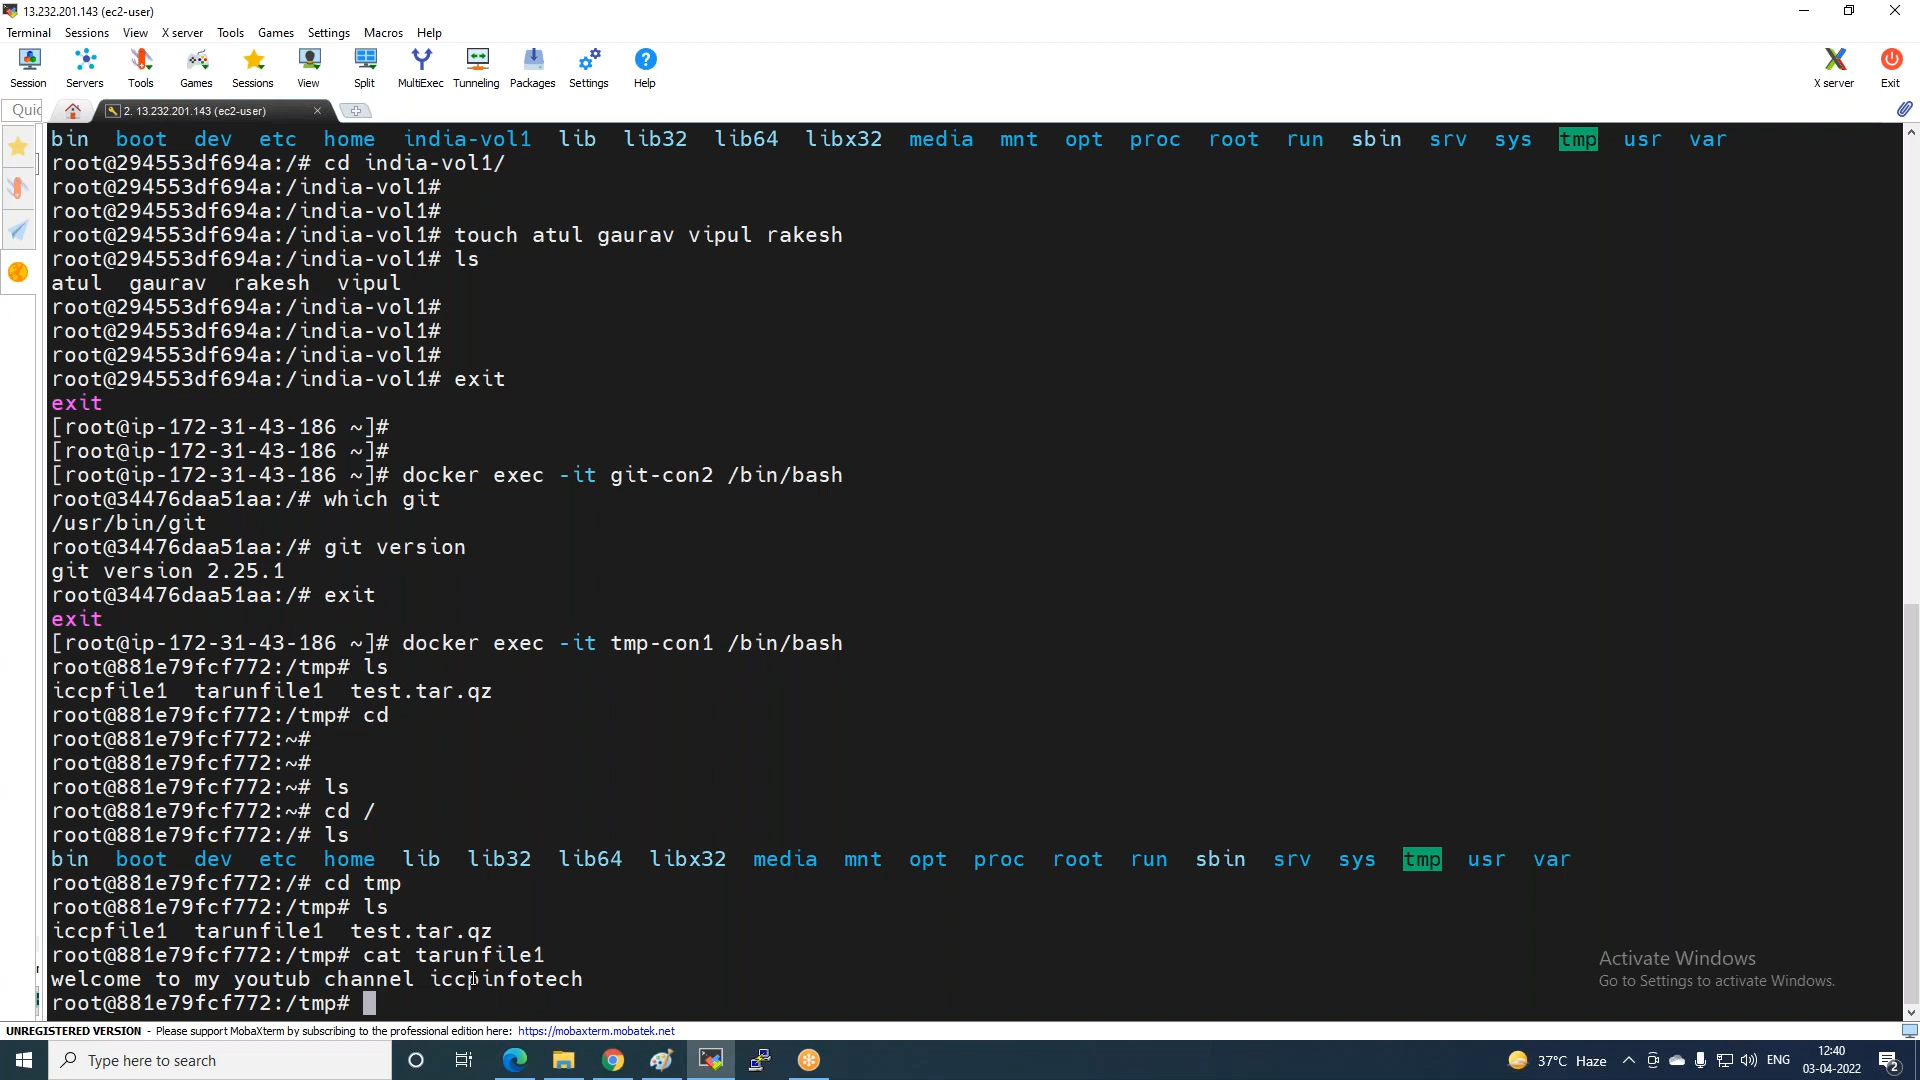 13.232.201.143 (ec2-user)
Terminal Sessions View X server Tools Games Settings Macros Help
Session Servers Tools Games Sessions View Split MultiExec Tunneling Packages Settings Help X server Exit
Quic 2. 13.232.201.143 (ec2-user)
bin boot dev etc home india-vol1 lib lib32 lib64 libx32 media mnt opt proc root run sbin srv sys tmp usr var
root@294553df694a:/# cd india-vol1/
root@294553df694a:/india-vol1#
root@294553df694a:/india-vol1#
root@294553df694a:/india-vol1# touch atul gaurav vipul rakesh
root@294553df694a:/india-vol1# ls
atul gaurav rakesh vipul
root@294553df694a:/india-vol1#
root@294553df694a:/india-vol1#
root@294553df694a:/india-vol1#
root@294553df694a:/india-vol1# exit
exit
[root@ip-172-31-43-186 ~]#
[root@ip-172-31-43-186 ~]#
[root@ip-172-31-43-186 ~]# docker exec -it git-con2 /bin/bash
root@34476daa51aa:/# which git
/usr/bin/git
root@34476daa51aa:/# git version
git version 2.25.1
root@34476daa51aa:/# exit
exit
[root@ip-172-31-43-186 ~]# docker exec -it tmp-con1 /bin/bash
root@881e79fcf772:/tmp# ls
iccpfile1 tarunfile1 test.tar.qz
root@881e79fcf772:/tmp# cd
root@881e79fcf772:~#
root@881e79fcf772:~#
root@881e79fcf772:~# ls
root@881e79fcf772:~# cd /
root@881e79fcf772:/# ls
bin boot dev etc home lib lib32 lib64 libx32 media mnt opt proc root run sbin srv sys tmp usr var
root@881e79fcf772:/# cd tmp
root@881e79fcf772:/tmp# ls
iccpfile1 tarunfile1 test.tar.qz
root@881e79fcf772:/tmp# cat tarunfile1
welcome to my youtub channel iccpinfotech
root@881e79fcf772:/tmp#
Activate Windows
Go to Settings to activate Windows.
UNREGISTERED VERSION - Please support MobaXterm by subscribing to the professional edition here: https://mobaxterm.mobatek.net
Type here to search
37°C Haze
ENG
12:40
03-04-2022
2